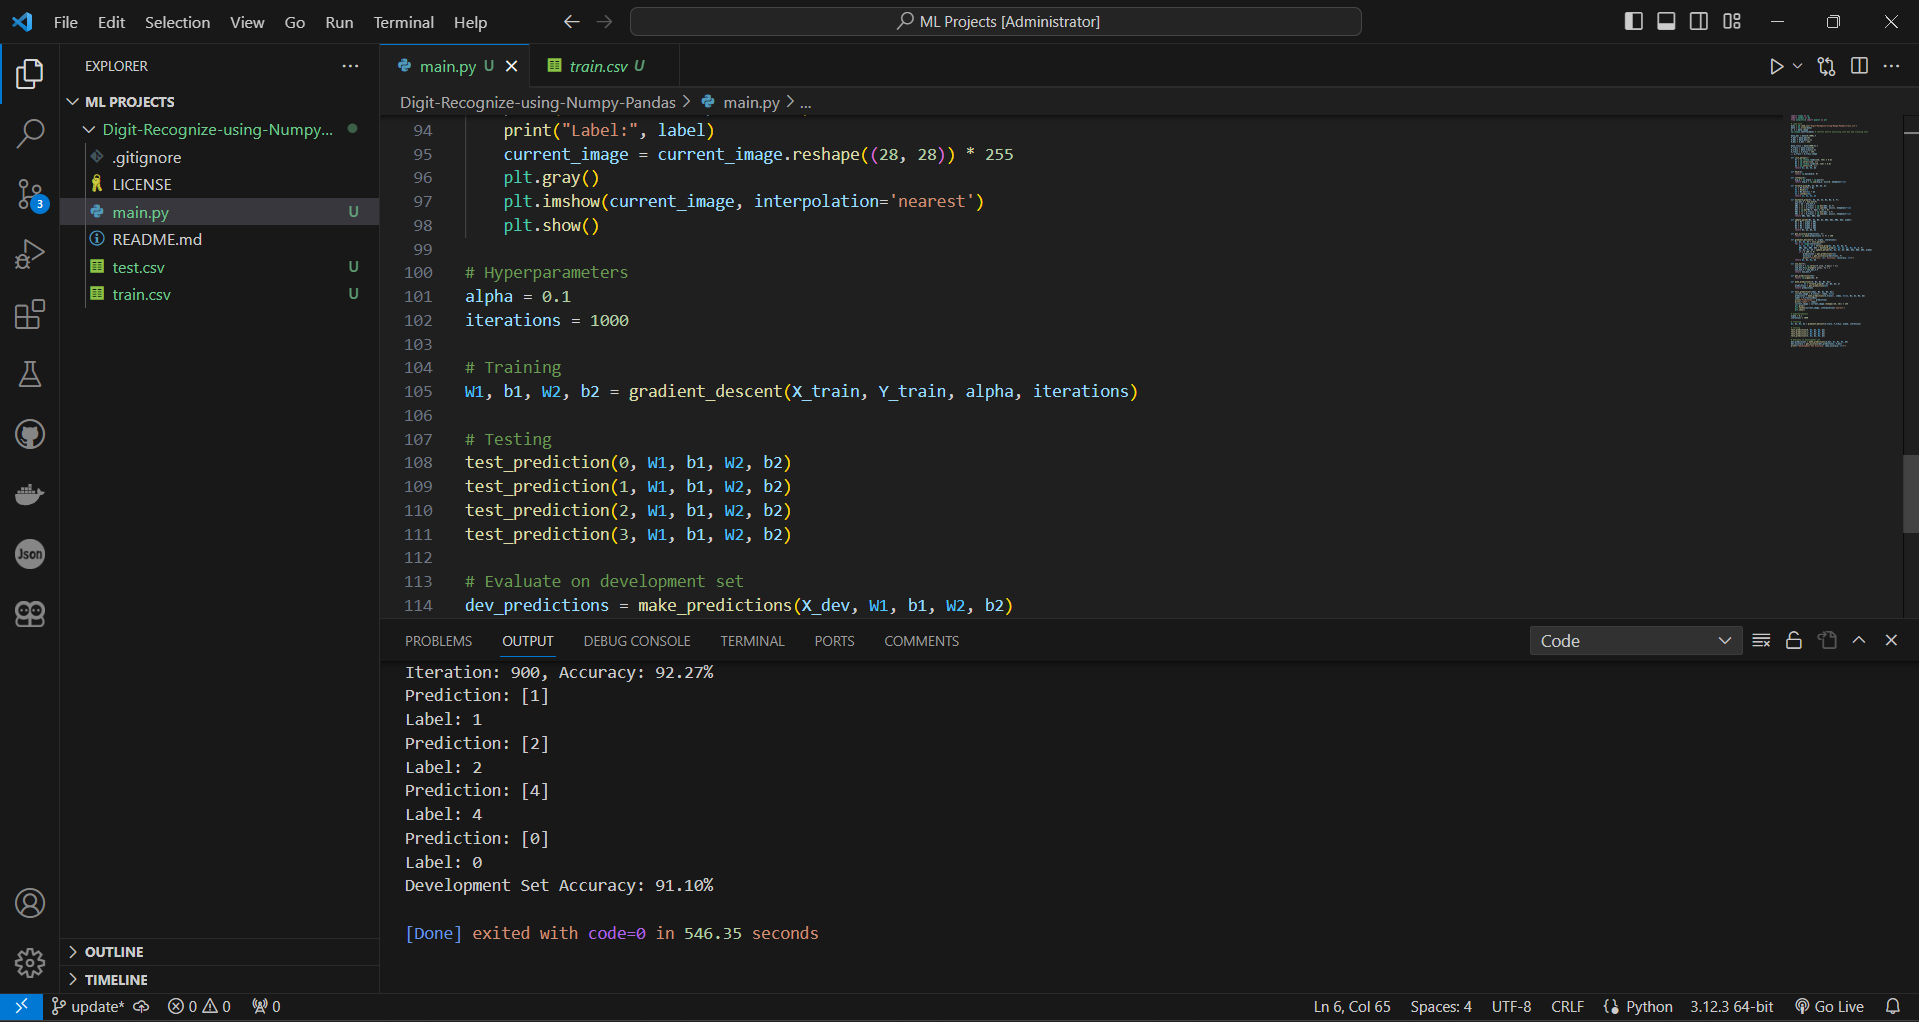 File Edit Selection View Go Run Terminal Help
ML Projects [Administrator]
EXPLORER
ML PROJECTS
Digit-Recognize-using-Numpy...
.gitignore
LICENSE
main.py U
README.md
test.csv U
train.csv U
OUTLINE
TIMELINE
3
Json
main.py U
train.csv U
Digit-Recognize-using-Numpy-Pandas > main.py > ...
94 print("Label:", label)
95 current_image = current_image.reshape((28, 28)) * 255
96 plt.gray()
97 plt.imshow(current_image, interpolation='nearest')
98 plt.show()
99
100 # Hyperparameters
101 alpha = 0.1
102 iterations = 1000
103
104 # Training
105 W1, b1, W2, b2 = gradient_descent(X_train, Y_train, alpha, iterations)
106
107 # Testing
108 test_prediction(0, W1, b1, W2, b2)
109 test_prediction(1, W1, b1, W2, b2)
110 test_prediction(2, W1, b1, W2, b2)
111 test_prediction(3, W1, b1, W2, b2)
112
113 # Evaluate on development set
114 dev_predictions = make_predictions(X_dev, W1, b1, W2, b2)
PROBLEMS OUTPUT DEBUG CONSOLE TERMINAL PORTS COMMENTS
Code
Iteration: 900, Accuracy: 92.27%
Prediction: [1]
Label: 1
Prediction: [2]
Label: 2
Prediction: [4]
Label: 4
Prediction: [0]
Label: 0
Development Set Accuracy: 91.10%
[Done] exited with code=0 in 546.35 seconds
update* 0 0 0
Ln 6, Col 65 Spaces: 4 UTF-8 CRLF Python 3.12.3 64-bit Go Live